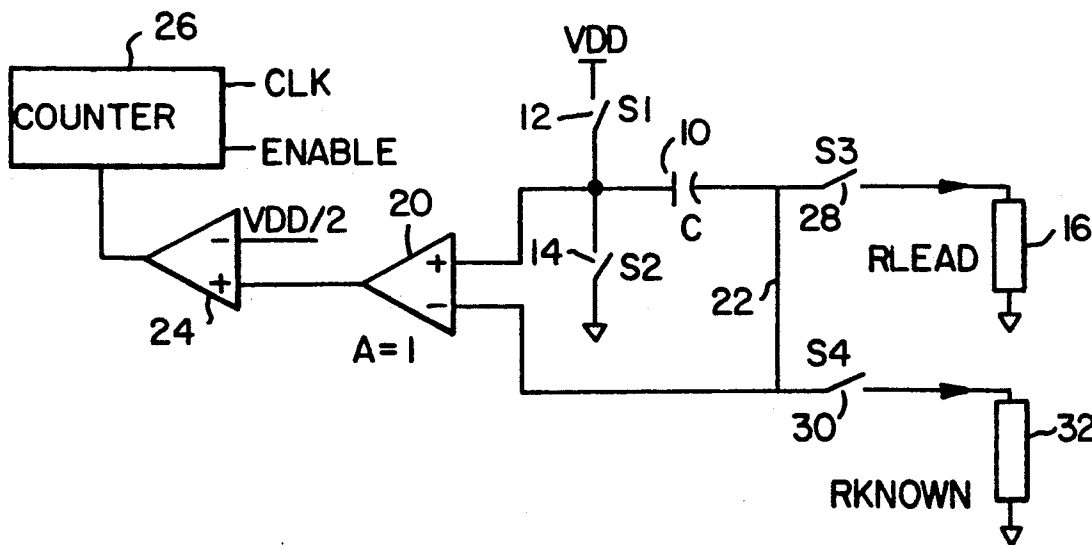 26
VDD
CLK
COUNTER
12
S1
10
ENABLE
S3
VDD/2
20
C
28
16
14
S2
RLEAD
-
+
+
-
22
24
A=1
S4
30
32
RKNOWN